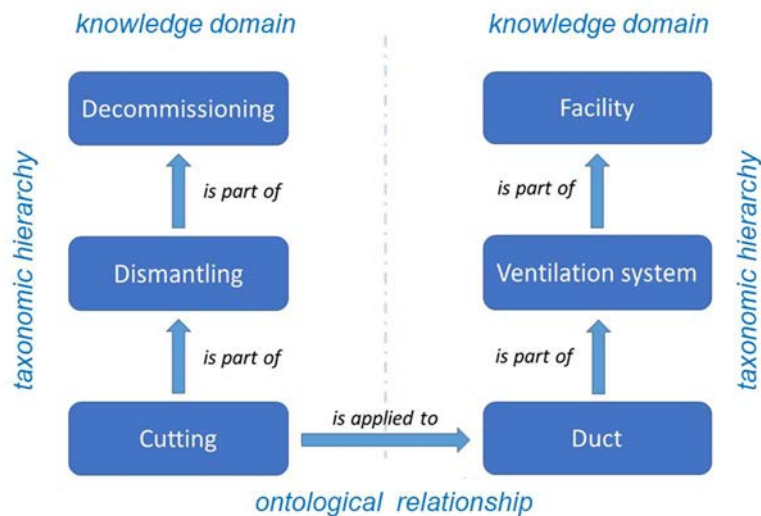 knowledge domain
knowledge domain
Decommissioning
Facility
is part of
is part of
taxonomic hierarchy
taxonomic hierarchy
Dismantling
Ventilation system
is part of
is part of
is applied to
Cutting
Duct
ontological relationship